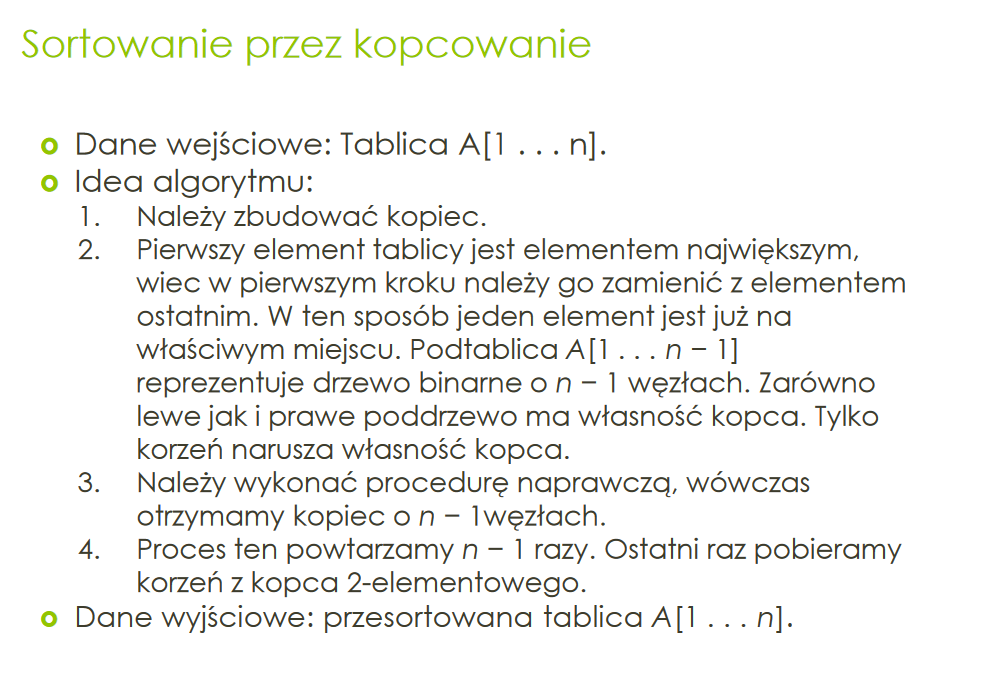 Sortowanie przez kopcowanie
Dane wejściowe: Tablica A[1 . . . n].
Idea algorytmu:
1. Należy zbudować kopiec.
2. Pierwszy element tablicy jest elementem największym,
wiec w pierwszym kroku należy go zamienić z elementem
ostatnim. W ten sposób jeden element jest już na
właściwym miejscu. Podtablica A[1 . . . n − 1]
reprezentuje drzewo binarne o n − 1 węzłach. Zarówno
lewe jak i prawe poddrzewo ma własność kopca. Tylko
korzeń narusza własność kopca.
3. Należy wykonać procedurę naprawczą, wówczas
otrzymamy kopiec o n − 1węzłach.
4. Proces ten powtarzamy n − 1 razy. Ostatni raz pobieramy
korzeń z kopca 2-elementowego.
Dane wyjściowe: przesortowana tablica A[1 . . . n].